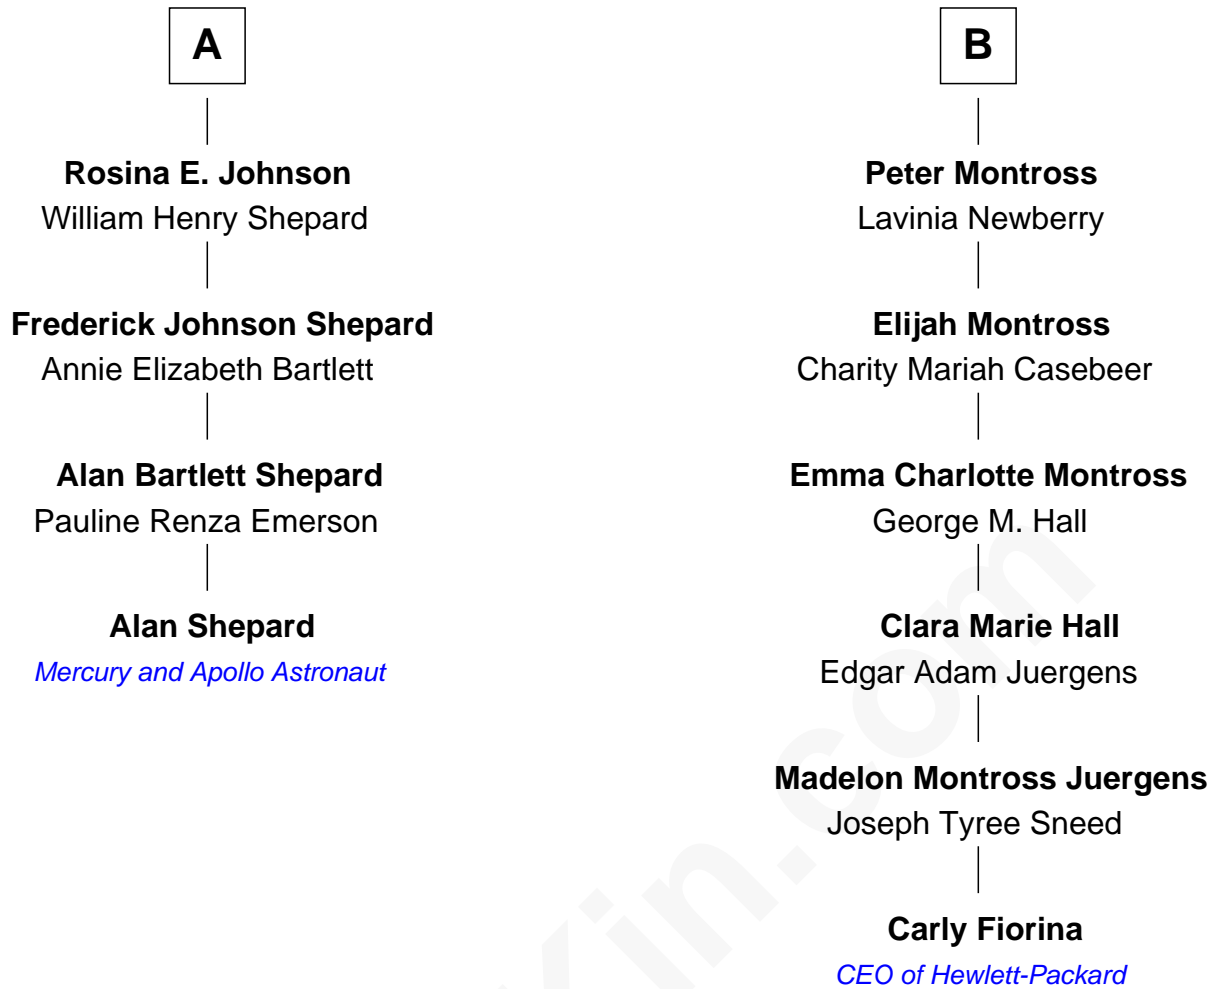 A
Rosina E. Johnson
William Henry Shepard
Frederick Johnson Shepard
Annie Elizabeth Bartlett
Alan Bartlett Shepard
Pauline Renza Emerson
Alan Shepard
Mercury and Apollo Astronaut
B
Peter Montross
Lavinia Newberry
Elijah Montross
Charity Mariah Casebeer
Emma Charlotte Montross
George M. Hall
Clara Marie Hall
Edgar Adam Juergens
Madelon Montross Juergens
Joseph Tyree Sneed
Carly Fiorina
CEO of Hewlett-Packard
Kin.com